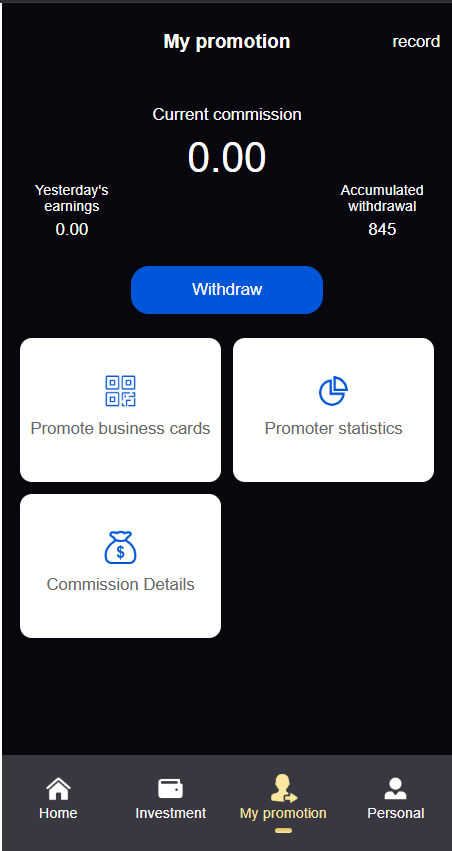 My promotion
record
Current commission
0.00
Yesterday's
earnings
0.00
Accumulated
withdrawal
845
Withdraw
Promote business cards
Promoter statistics
$
Commission Details
Home
Investment
My promotion
Personal